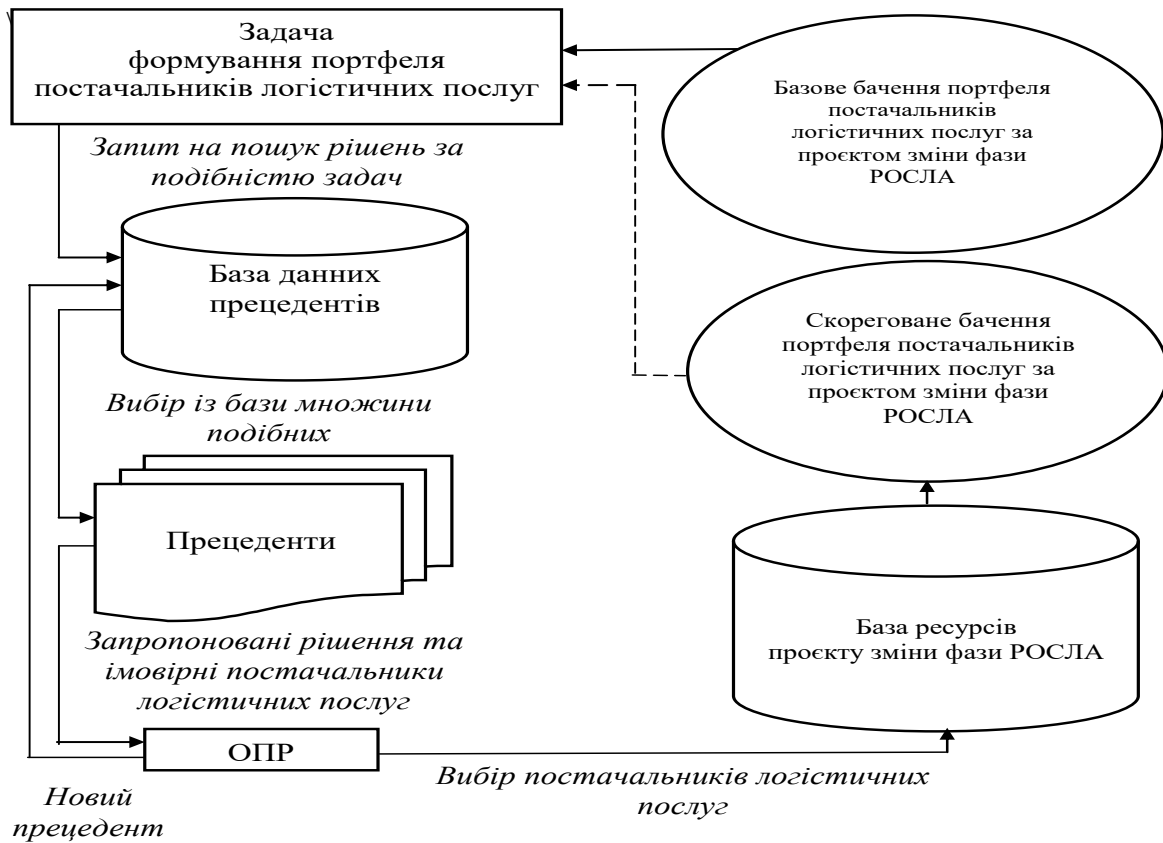 Задача
формування портфеля
постачальників логістичних послуг
Запит на пошук рішень за
подібністю задач
База данних
прецедентів
Вибір із бази множини
подібних
Прецеденти
Запропоновані рішення та
імовірні постачальники
логістичних послуг
ОПР
Новий
прецедент
Вибір постачальників логістичних
послуг
Базове бачення портфеля
постачальників
логістичних послуг за
проєктом зміни фази
РОСЛА
Скореговане бачення
портфеля постачальників
логістичних послуг за
проєктом зміни фази
РОСЛА
База ресурсів
проєкту зміни фази РОСЛА